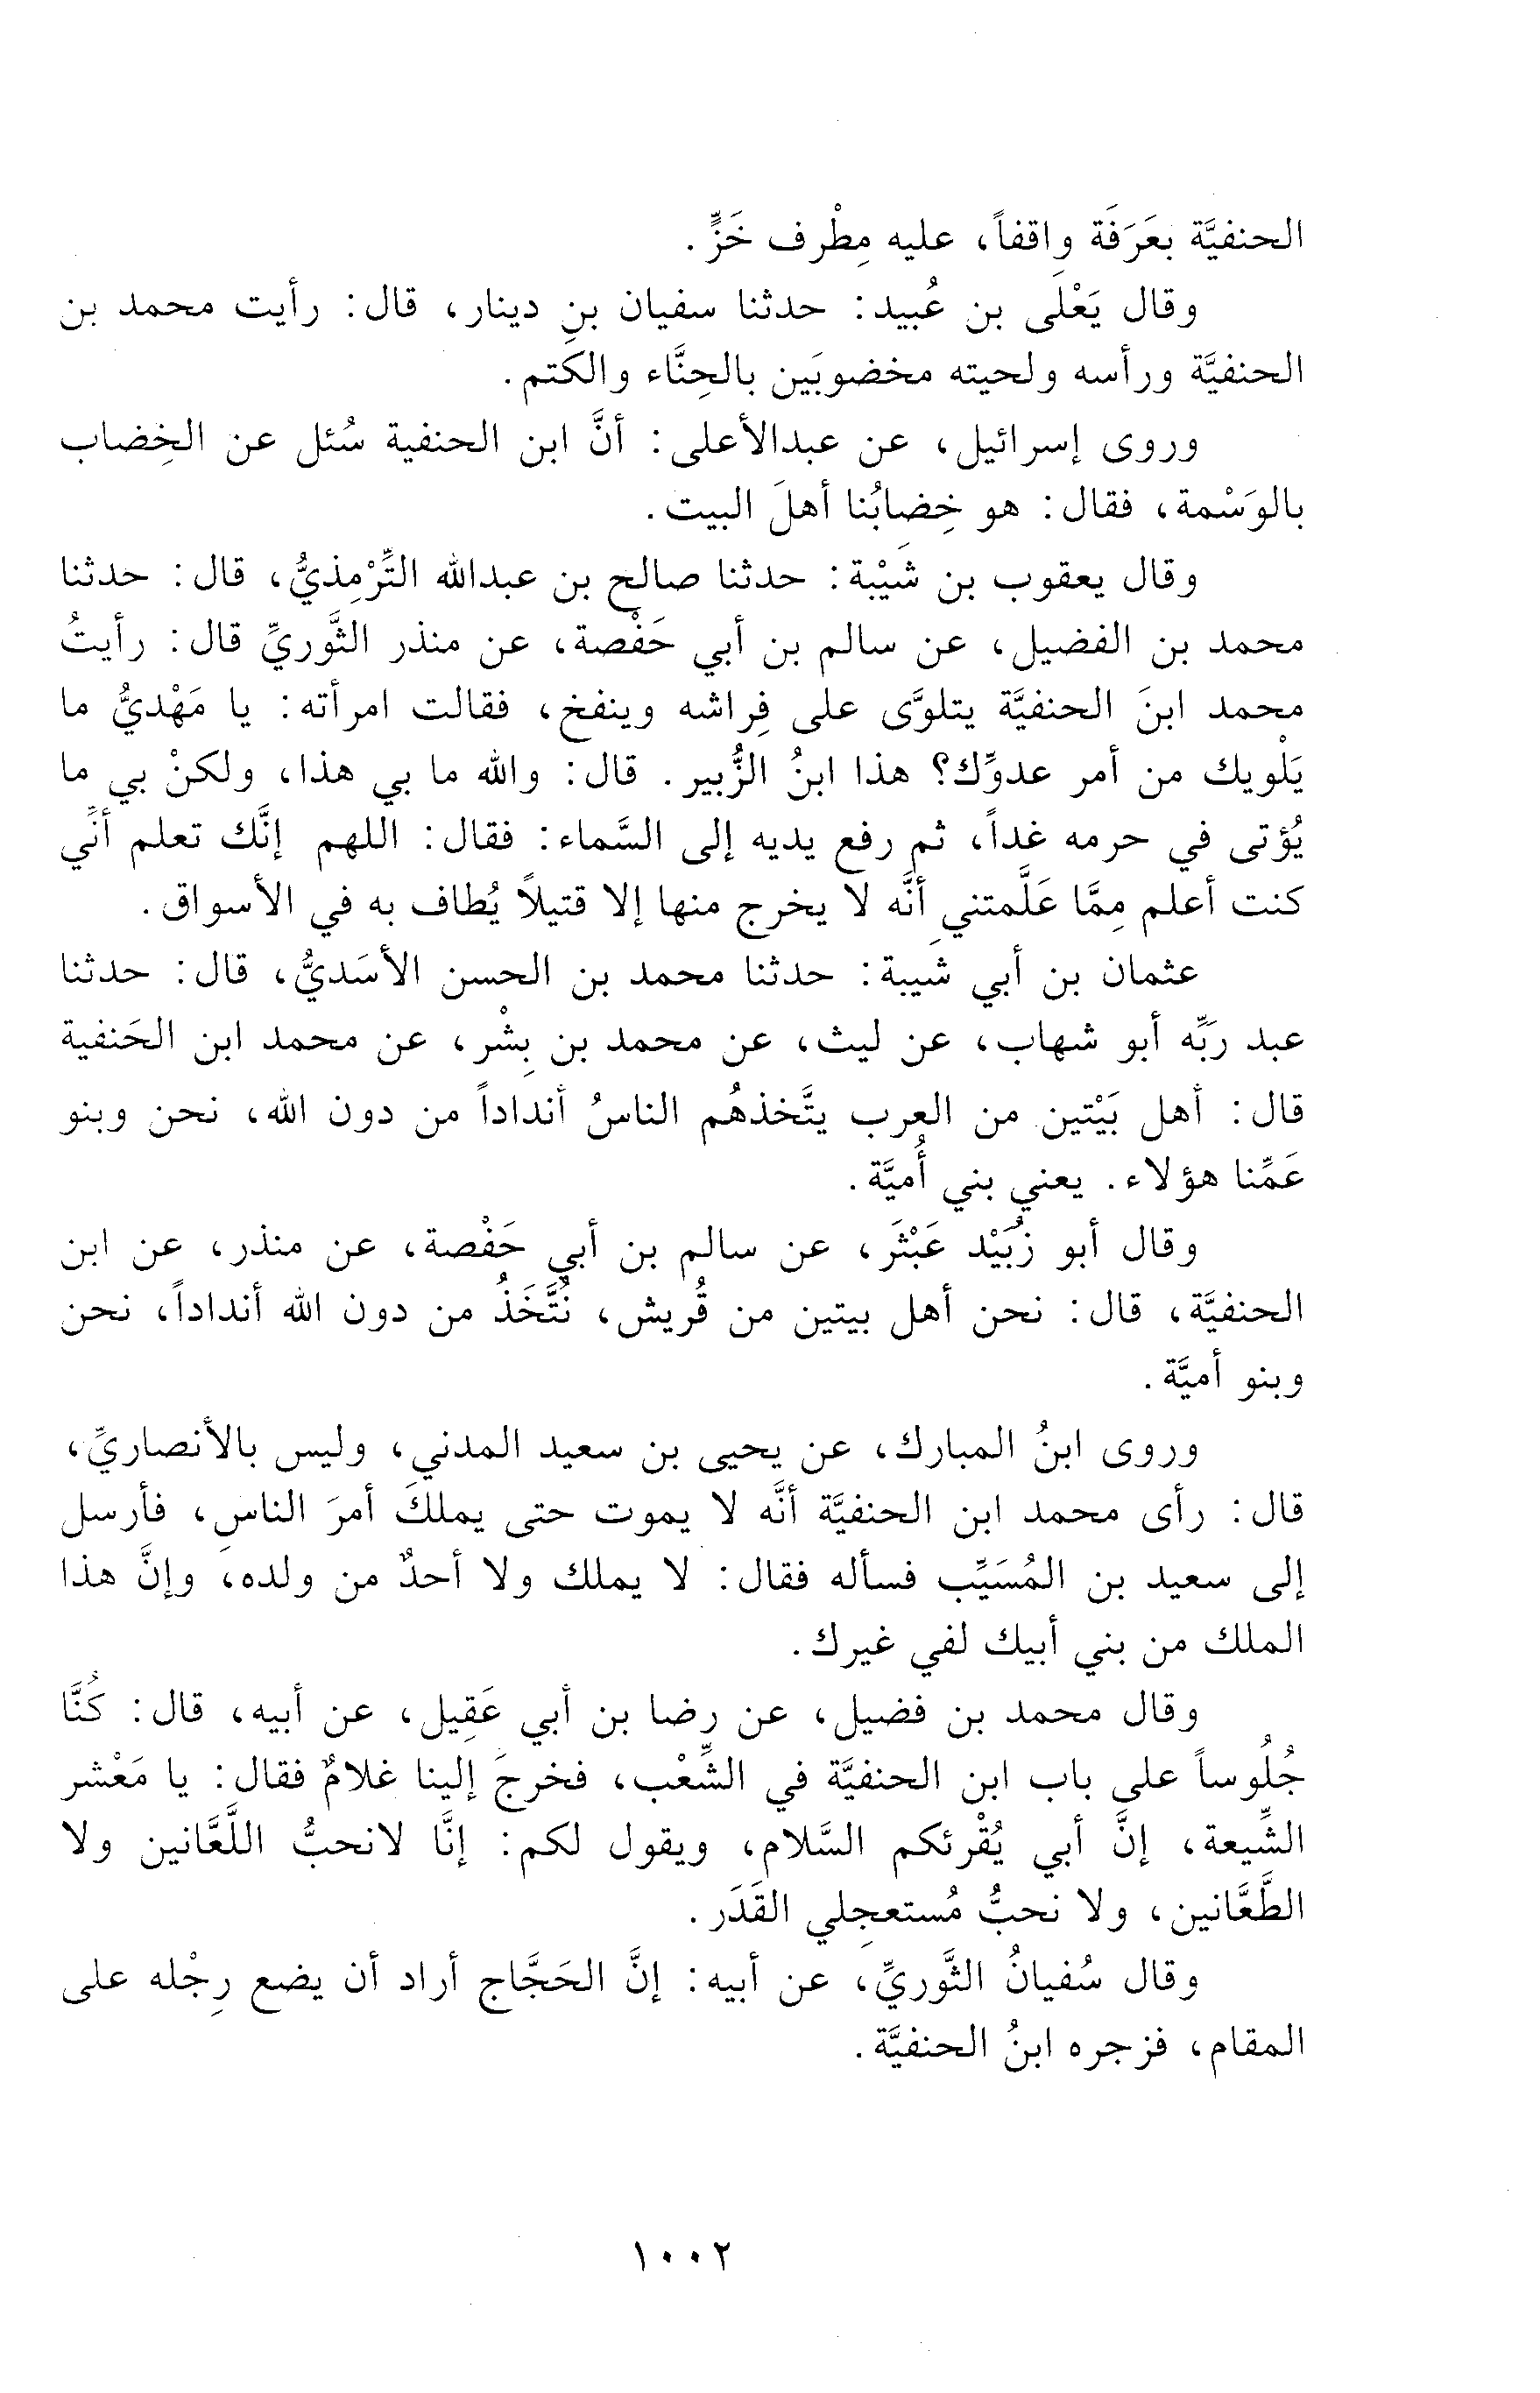 الحنفيَّة بعَرَفَة واقفاً، عليه مِطْرف خَزٍّ.
وقال يَعْلَى بن عُبيد: حدثنا سفيان بن دينار، قال: رأيت محمد بن
الحنفيَّة ورأسه ولحيته مخضوبَين بالحِنَّاء والكَتم.
وروى إسرائيل، عن عبدالأعلى: أنَّ ابن الحنفية سُئل عن الخِضاب
بالوَسْمة، فقال: هو خِضابُنا أهلَ البيت.
وقال يعقوب بن شَيْبة: حدثنا صالح بن عبدالله التِّرْمِذيُّ، قال: حدثنا
محمد بن الفضيل، عن سالم بن أبي حَفْصة، عن منذر الثَّوريِّ قال: رأيتُ
محمد ابنَ الحنفيَّة يتلوَّى على فِراشه وينفخ، فقالت امرأته: يا مَهْديُّ ما
يَلْويك من أمر عدوِّك؟ هذا ابنُ الزُّبير. قال: والله ما بي هذا، ولكنْ بي ما
يُؤتى في حرمه غداً، ثم رفع يديه إلى السَّماء: فقال: اللهم إنَّك تعلم أنِّي
كنت أعلم مِمَّا عَلَّمتني أنَّه لا يخرج منها إلا قتيلاً يُطاف به في الأسواق.
عثمان بن أبي شيبة: حدثنا محمد بن الحسن الأسَديُّ، قال: حدثنا
عبد رَبِّه أبو شهاب، عن ليث، عن محمد بن بِشْر، عن محمد ابن الحَنفية
قال: أهل بَيْتين من العرب يتَّخذهُم الناسُ أنداداً من دون الله، نحن وبنو
عَمِّنا هؤلاء. يعني بني أُميَّة.
وقال أبو زُبَيْد عَبْثَر، عن سالم بن أبي حَفْصة، عن منذر، عن ابن
الحنفيَّة، قال: نحن أهل بيتين من قُريش، نُتَّخَذُ من دون الله أنداداً، نحن
وبنو أميَّة.
وروى ابنُ المبارك، عن يحيى بن سعيد المدني، وليس بالأنصاريِّ،
قال: رأى محمد ابن الحنفيَّة أنَّه لا يموت حتى يملكَ أمرَ الناسِ، فأرسل
إلى سعيد بن المُسَيِّب فسأله فقال: لا يملك ولا أحدٌ من ولده، وإنَّ هذا
الملك من بني أبيك لفي غيرك.
وقال محمد بن فضيل، عن رضا بن أبي عَقِيل، عن أبيه، قال: كُنَّا
جُلُوساً على باب ابن الحنفيَّة في الشِّعْب، فخرجَ إلينا غلامٌ فقال: يا مَعْشر
الشِّيعة، إنَّ أبي يُقْرئكم السَّلام، ويقول لكم: إنَّا لانحبُّ اللَّعَّانين ولا
الطَّعَّانين، ولا نحبُّ مُستعجِلي القَدَر.
وقال سُفيانُ الثَّوريِّ، عن أبيه: إنَّ الحَجَّاج أراد أن يضع رِجْله على
المقام، فزجره ابنُ الحنفيَّة.
١٠٠٢